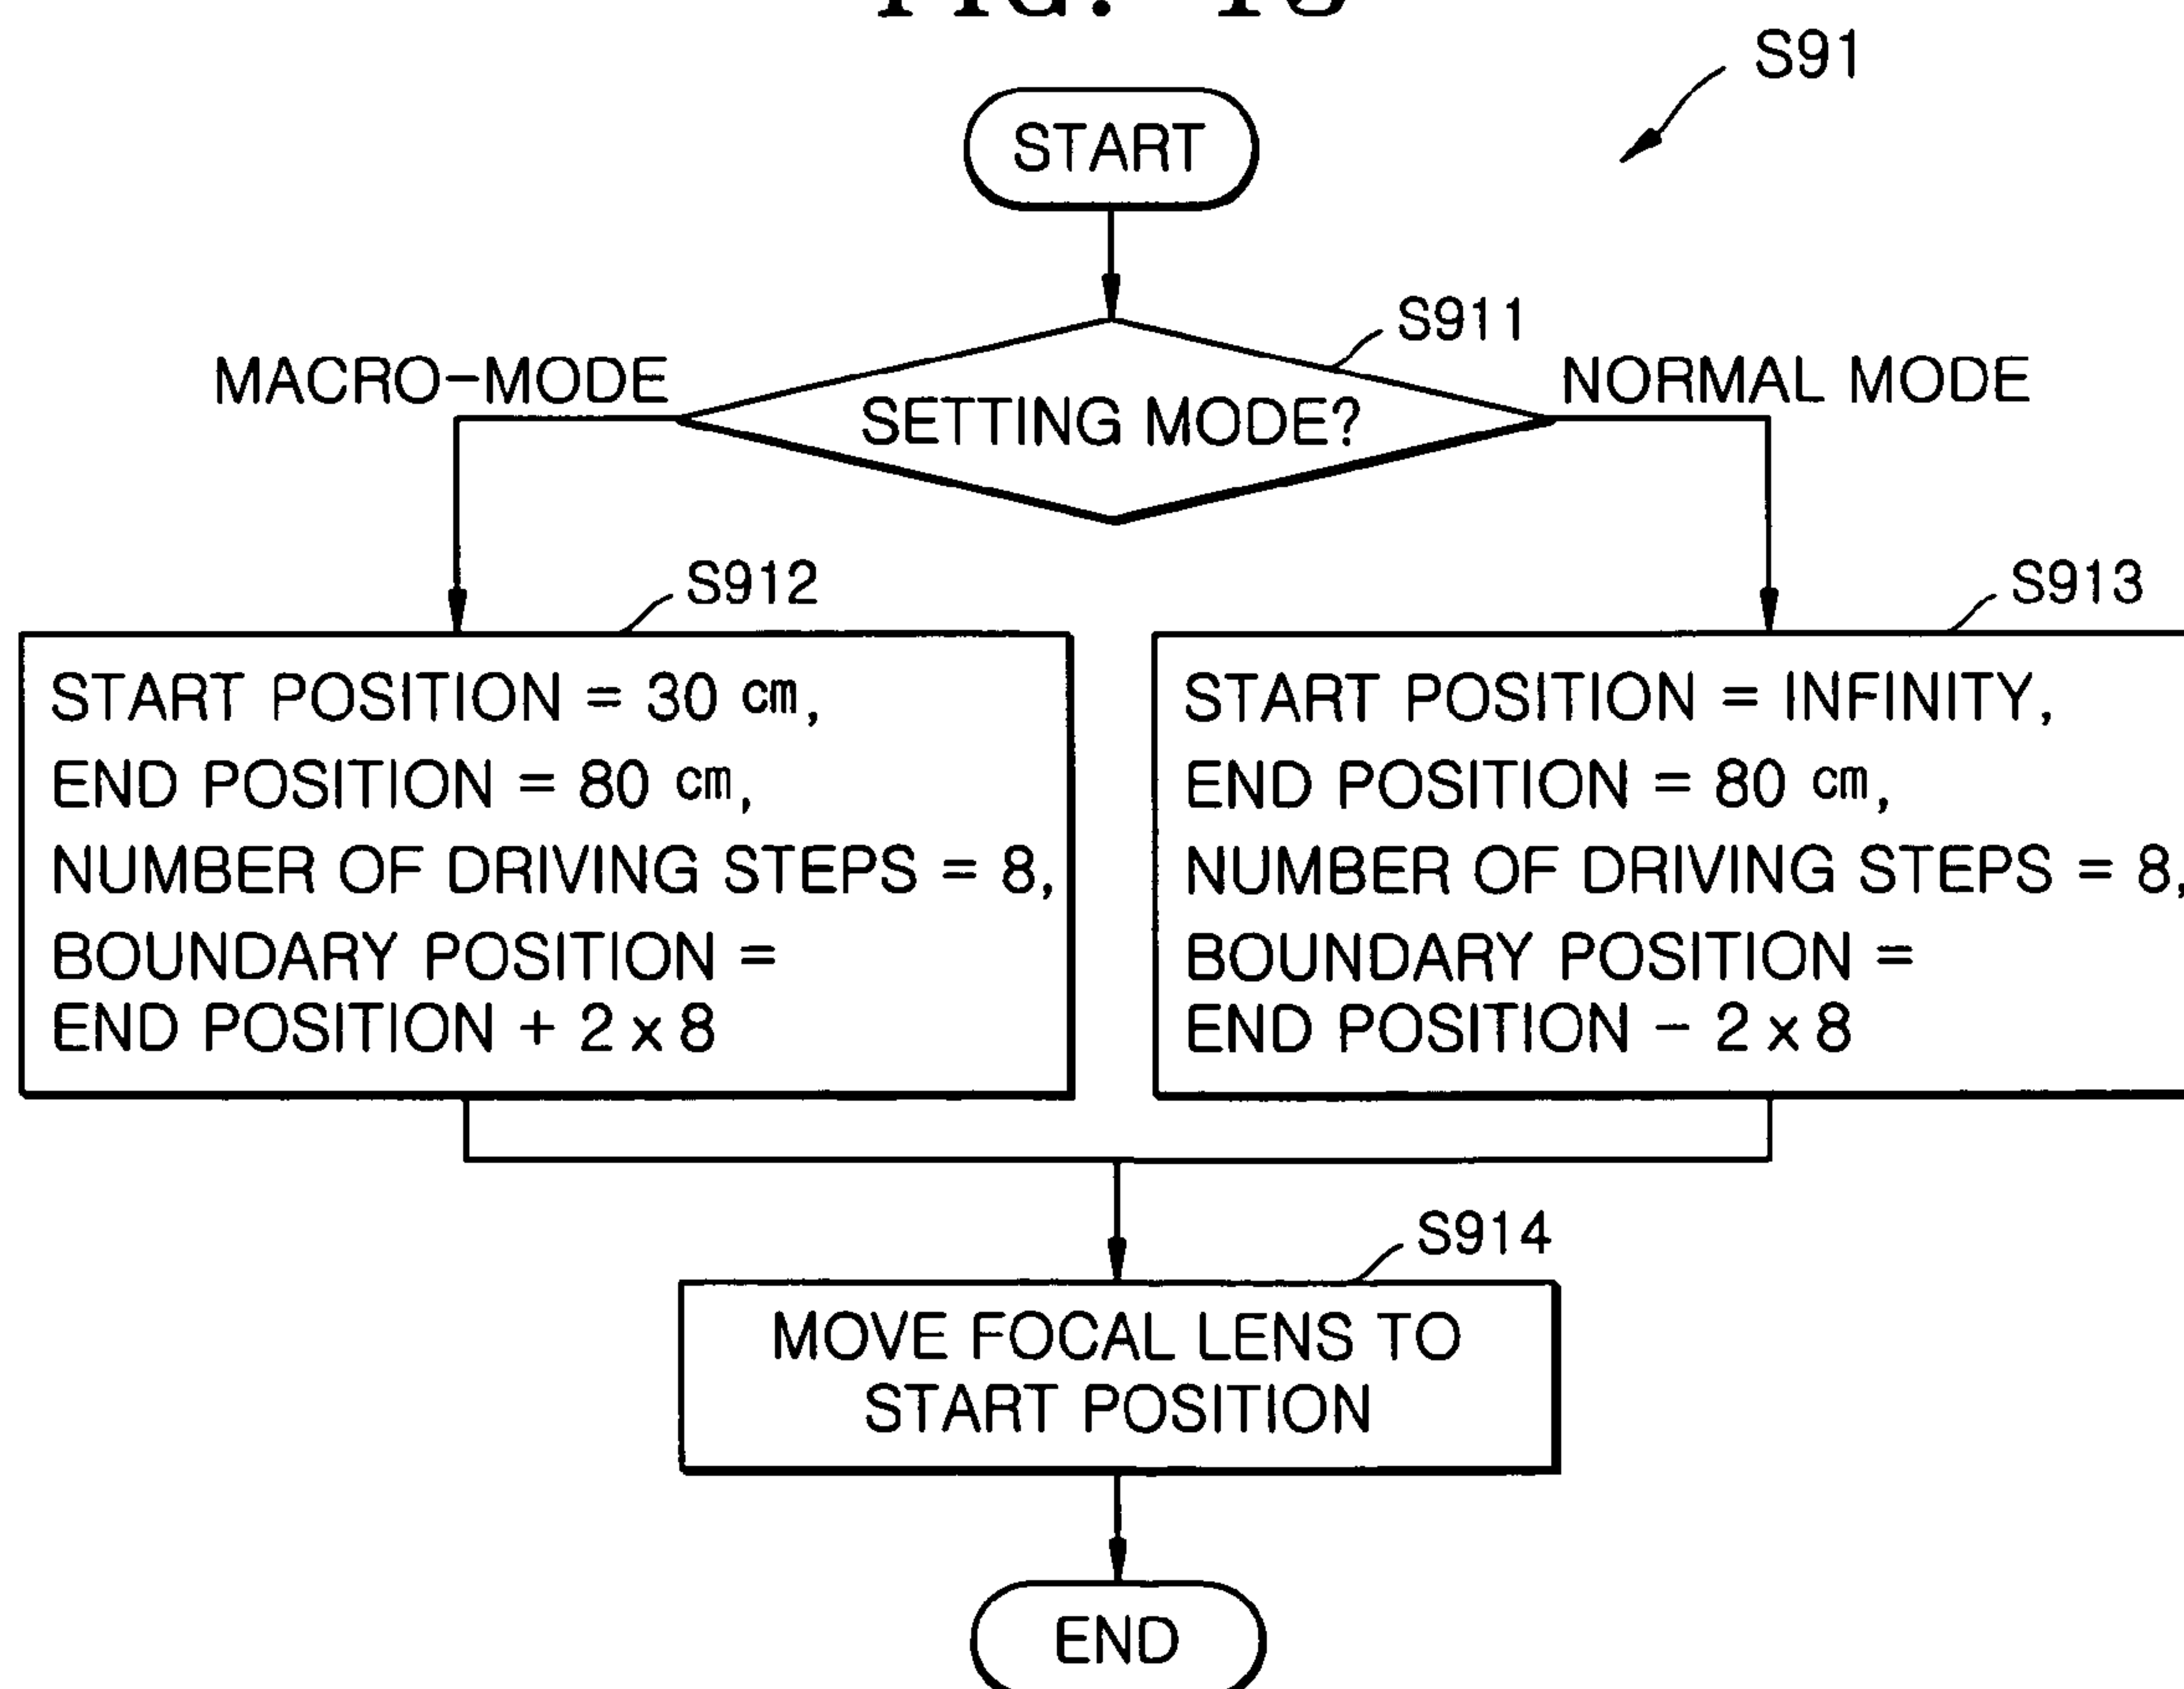 S91
START
S911
MACRO-MODE
NORMAL MODE
SETTING MODE?
S912
START POSITION = 30 cm,
END POSITION = 80 cm,
NUMBER OF DRIVING STEPS = 8,
BOUNDARY POSITION =
END POSITION + 2 x 8
S913
START POSITION = INFINITY,
END POSITION = 80 cm,
NUMBER OF DRIVING STEPS = 8,
BOUNDARY POSITION =
END POSITION - 2 x 8
S914
MOVE FOCAL LENS TO
START POSITION
END